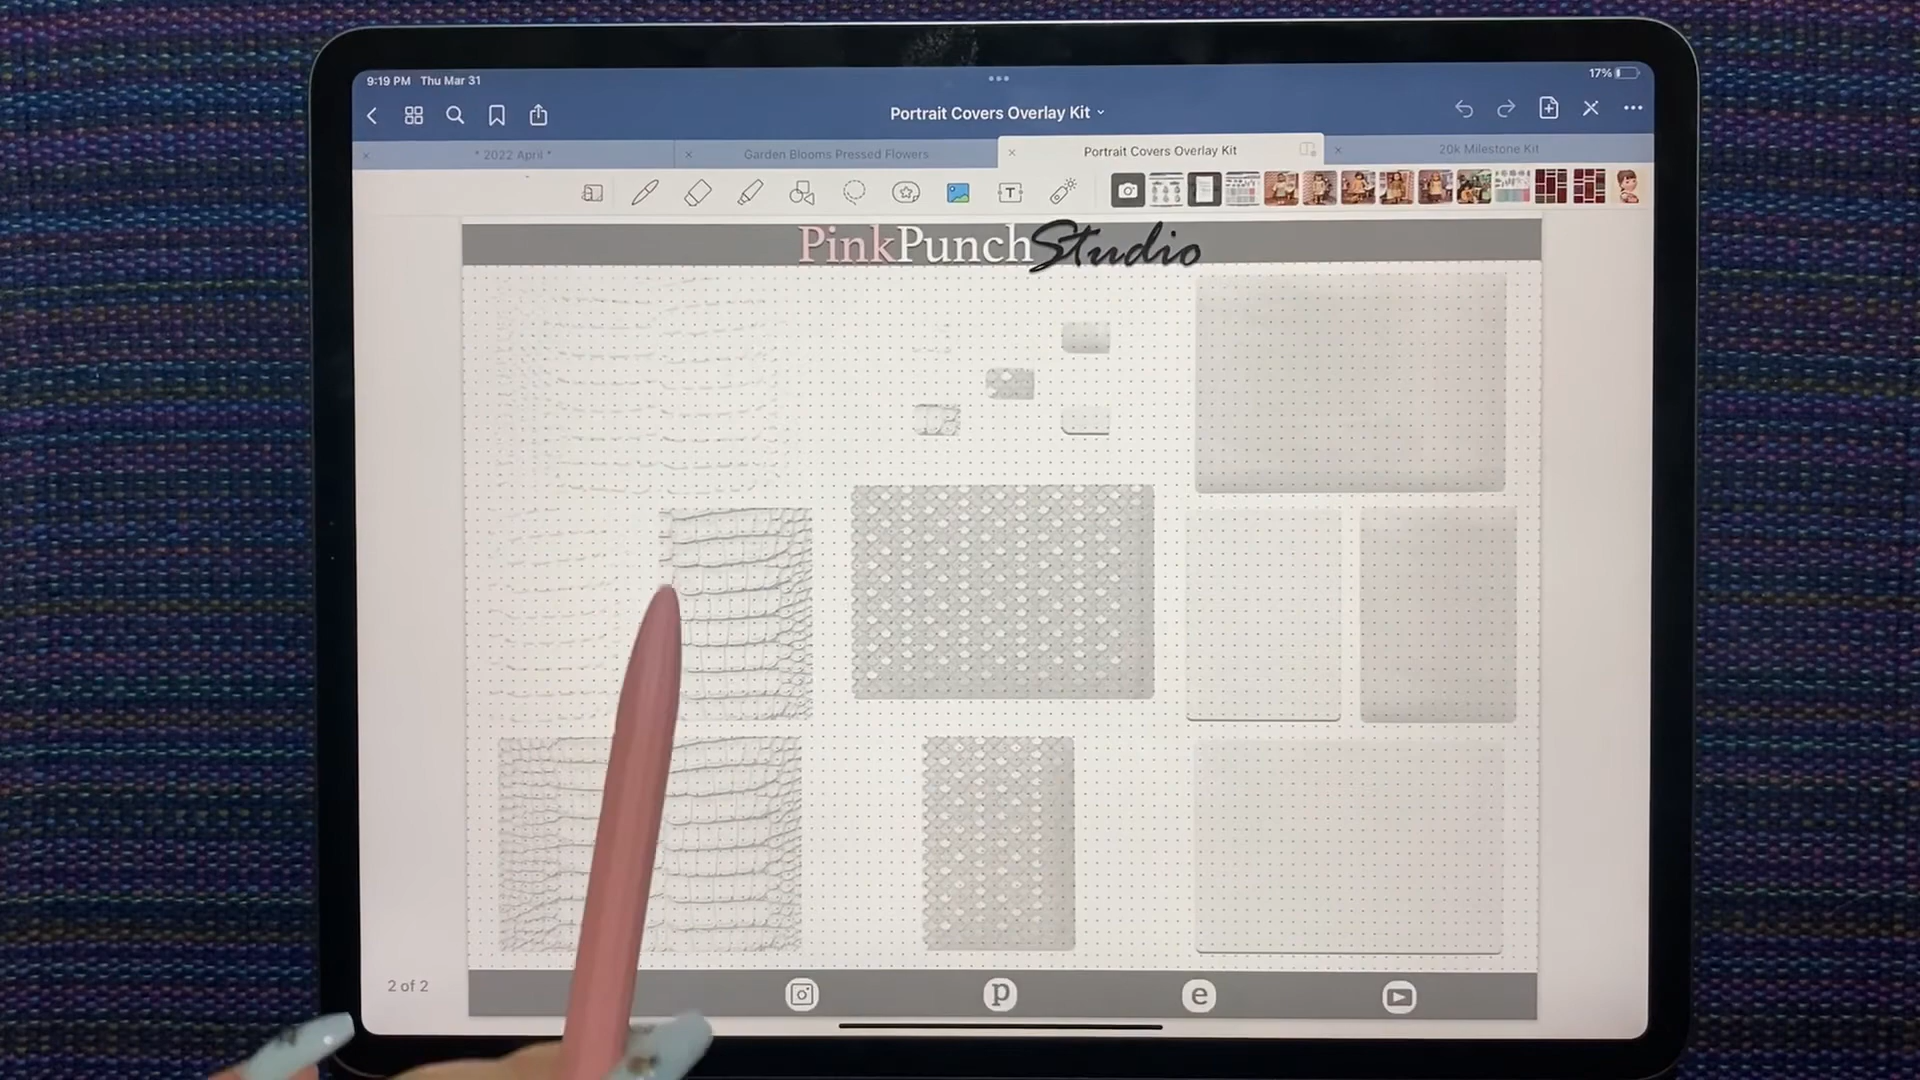 9:19 PM Thu Mar 31
17%
Portrait Covers Overlay Kit
* 2022 April *
Garden Blooms Pressed Flowers
Portrait Covers Overlay Kit
20k Milestone Kit
T
PinkPunchStudio
2 of 2
p
e